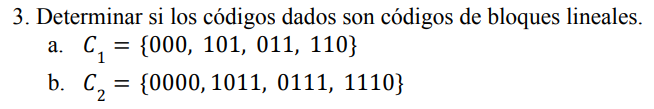 3. Determinar si los códigos dados son códigos de bloques lineales.
a. C₁ = {000, 101, 011, 110}
b. C₂ = {0000, 1011, 0111, 1110}